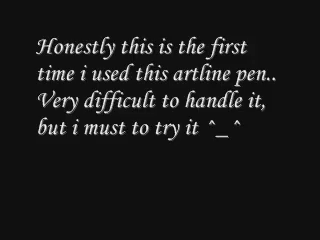 Honestly this is the first
time i used this artline pen..
Very difficult to handle it,
but i must to try it ^_^